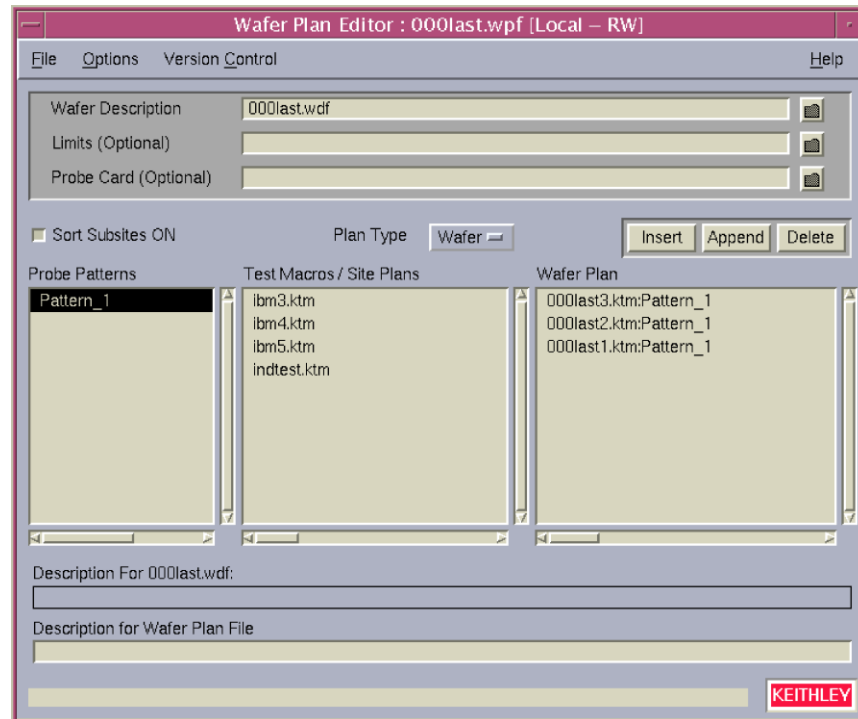 Wafer Plan Editor : 000last.wpf [Local – RW]
File Options Version Control Help
Wafer Description 000last.wdf
Limits (Optional)
Probe Card (Optional)
Sort Subsites ON Plan Type Wafer Insert Append Delete
Probe Patterns Test Macros / Site Plans Wafer Plan
Pattern_1 ibm3.ktm 000last3.ktm:Pattern_1
ibm4.ktm 000last2.ktm:Pattern_1
ibm5.ktm 000last1.ktm:Pattern_1
indtest.ktm
Description For 000last.wdf:
Description for Wafer Plan File
KEITHLEY